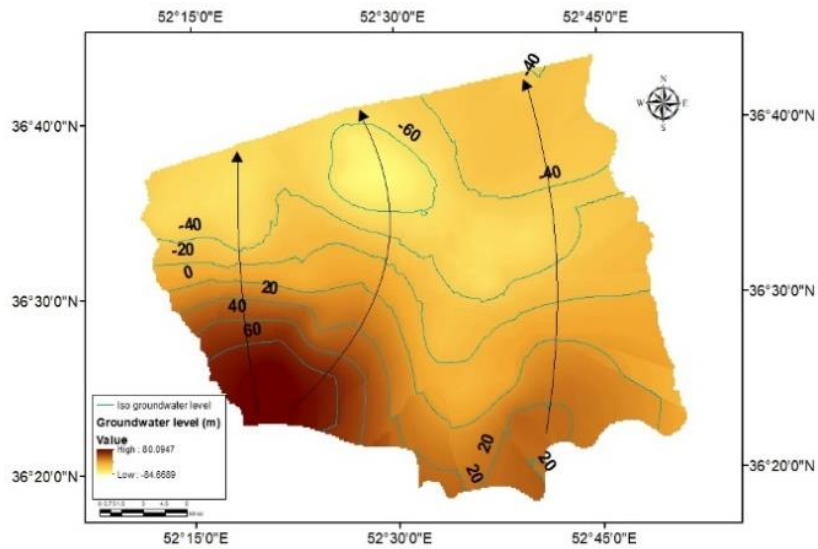 52°15'0"E 52°30'0"E 52°45'0"E
N
W E
S
36°40'0"N 36°40'0"N
36°30'0"N 36°30'0"N
36°20'0"N 36°20'0"N
-40
-60
-40
-40
-20
0
20
40
60
20
20
20
Iso groundwater level
Groundwater level (m)
Value
High : 80.0947
Low : -84.6689
52°15'0"E 52°30'0"E 52°45'0"E